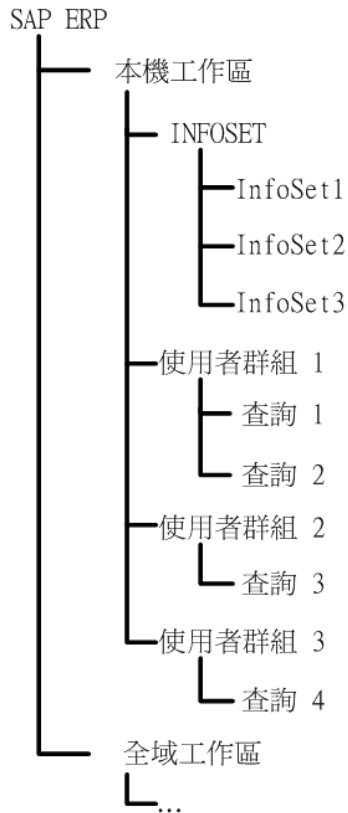 SAP ERP
本機工作區
INFOSET
InfoSet1
InfoSet2
InfoSet3
使用者群組 1
查詢 1
查詢 2
使用者群組 2
查詢 3
使用者群組 3
查詢 4
全域工作區
...